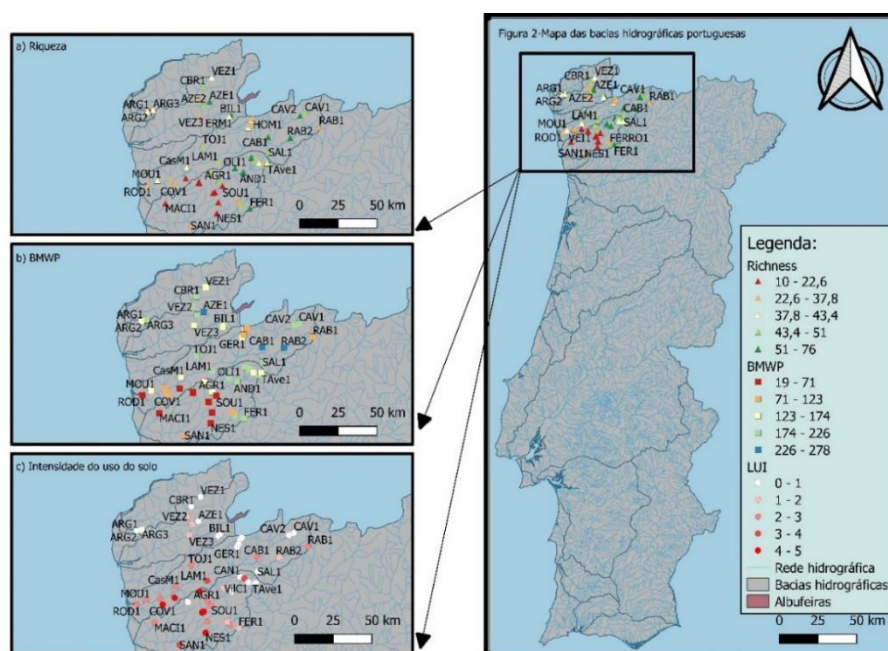 a) Riqueza
VEZ1
CBR1
AZE2 AZE1
ARG1 ARG3
ARG2
BIL1
VEZ3 ERM1
HOM1
CAV2 CAV1
RAB1
RAB2
CAB1
TOJ1
SAL1
CasM1
LAM1
OLI1
TAve1
MOU1
AGR1
AND1
ROD1 COV1
SOU1
MACI1
FER1
NES1
SAN1
0 25 50 km
b) BMWP
VEZ1
CBR1
VEZ2 AZE1
ARG1
ARG2 ARG3
BIL1
VEZ3
GER1
CAV2 CAV1
CAB1 RAB2 RAB1
TOJ1
LAM1
SAL1
CasM1
OLI1
TAve1
MOU1
AGR1 AND1
ROD1 COV1
SOU1
MACI1
FER1
NES1
SAN1
0 25 50 km
c) Intensidade do uso do solo
VEZ1
CBR1
VEZ2 AZE1
ARG1
ARG2 ARG3
BIL1
VEZ3
GER1
CAV2 CAV1
CAB1 RAB2 RAB1
TOJ1
LAM1
CAN1
SAL1
CasM1
VilC1
TAve1
MOU1
AGR1
ROD1 COV1
SOU1
MACI1
FER1
NES1
SAN1
0 25 50 km
Figura 2-Mapa das bacias hidrográficas portuguesas
VEZ1
CBR1
AZE1
ARG1
ARG2 AZE2
CAV1
RAB1
CAB1
MOU1 LAM1
SAL1
ROD1 VEI1
FERRO1
SAN1 NES1 FER1
Legenda:
Richness
10 - 22,6
22,6 - 37,8
37,8 - 43,4
43,4 - 51
51 - 76
BMWP
19 - 71
71 - 123
123 - 174
174 - 226
226 - 278
LUI
0 - 1
1 - 2
2 - 3
3 - 4
4 - 5
Rede hidrográfica
Bacias hidrográficas
Albufeiras
0 25 50 km